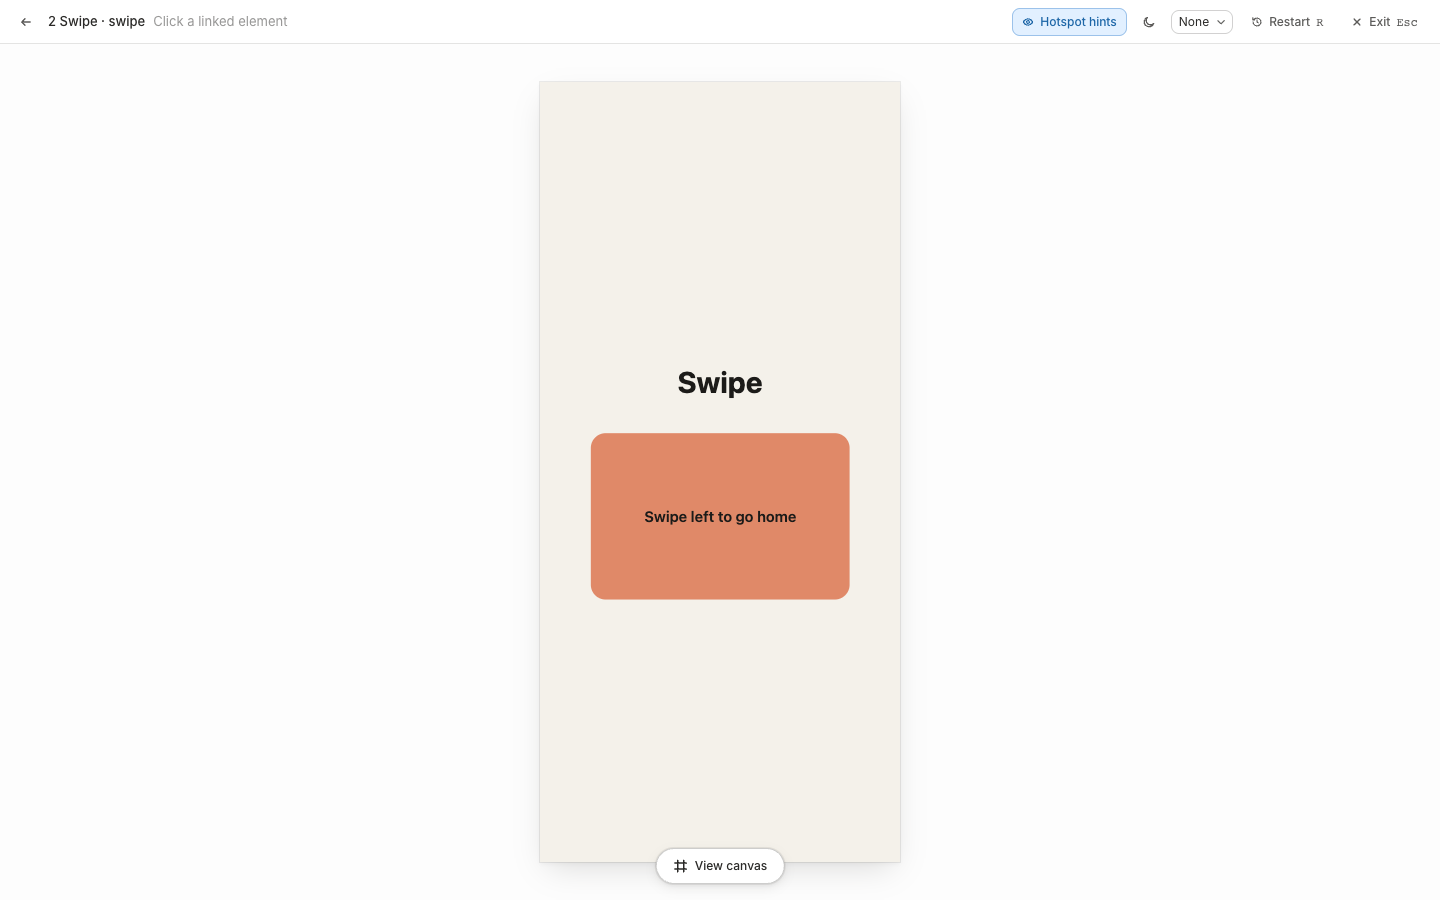 2 Swipe · swipe Click a linked element Hotspot hints None Restart R Exit Esc
Swipe
Swipe left to go home
View canvas